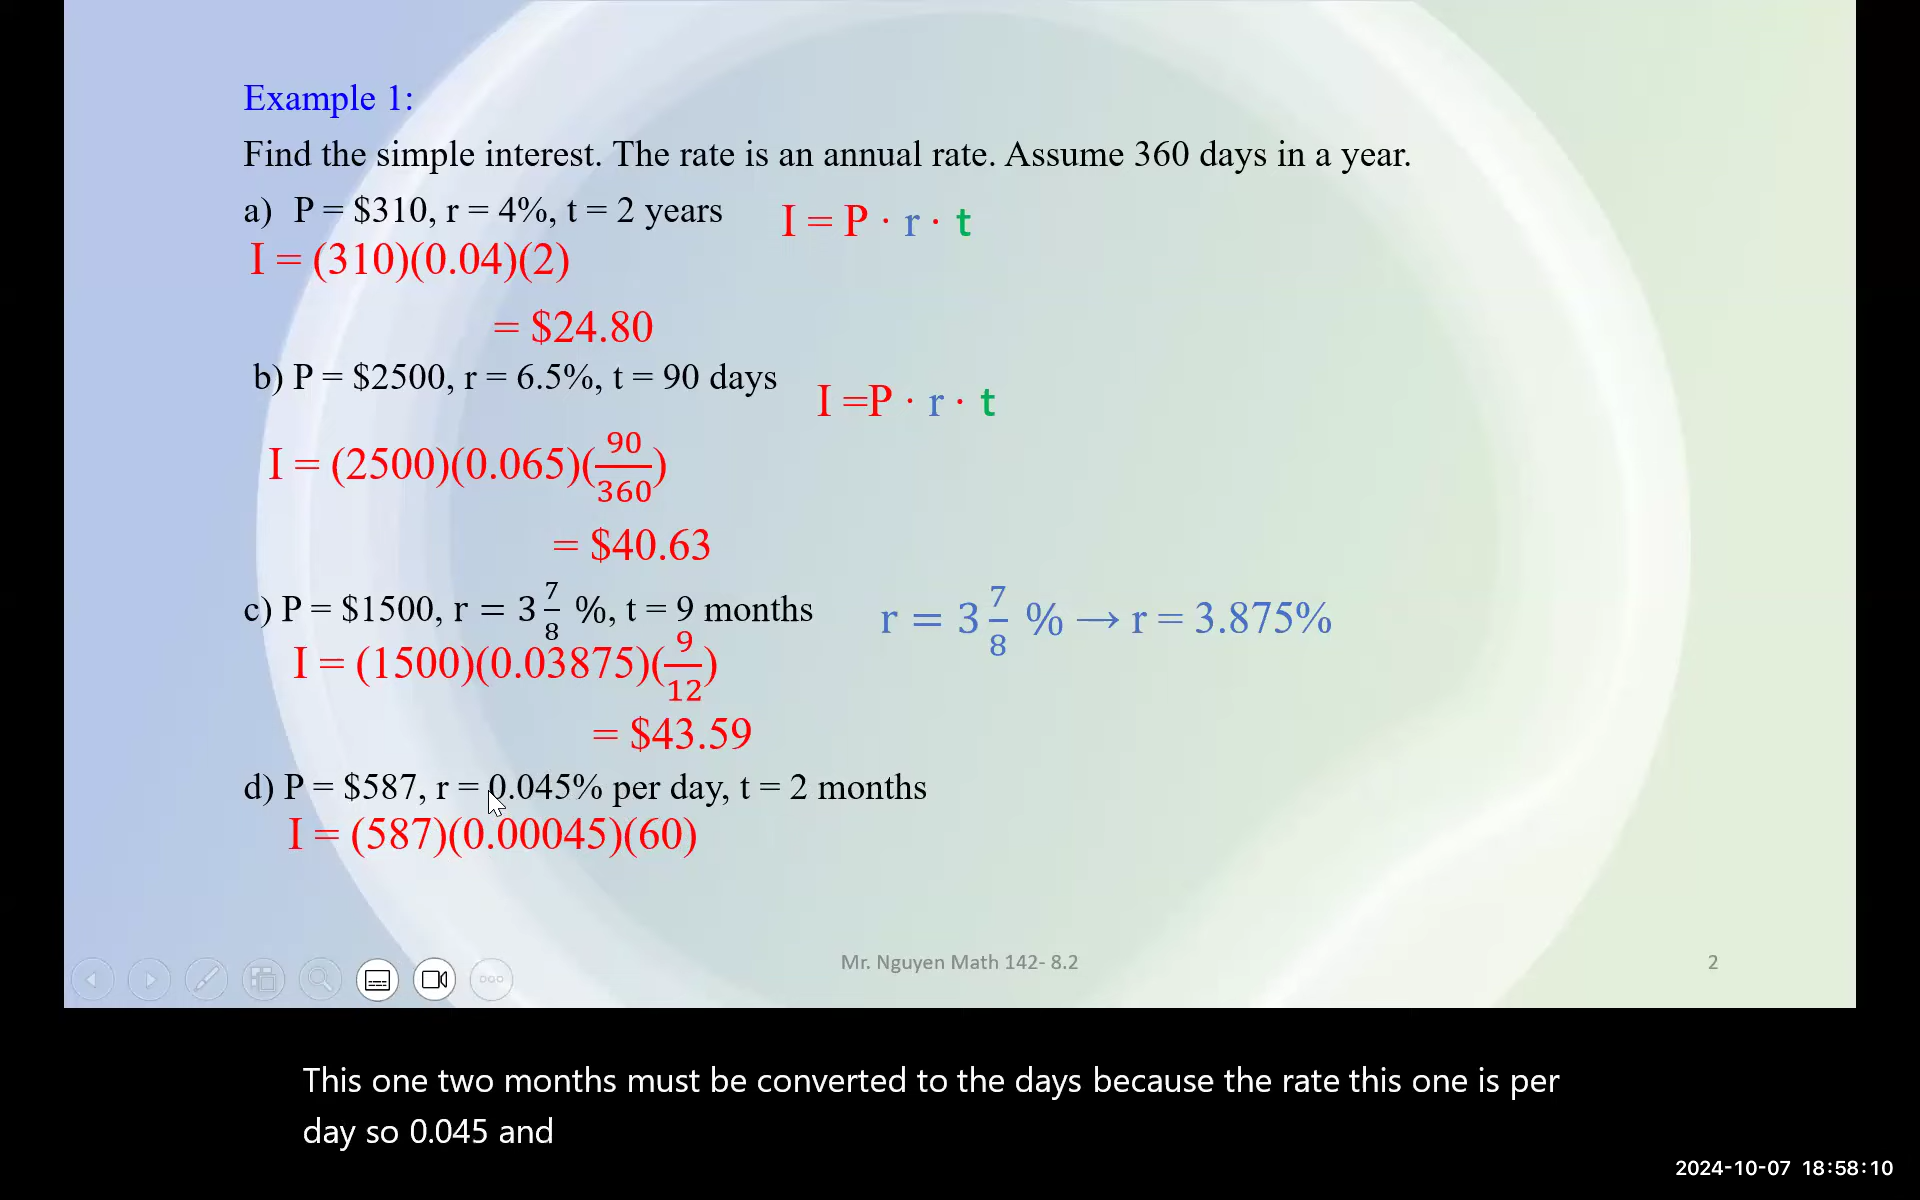 Example 1:
Find the simple interest. The rate is an annual rate. Assume 360 days in a year.
a) P = $310, r = 4%, t = 2 years
I = P · r · t
I = (310)(0.04)(2)
= $24.80
b) P = $2500, r = 6.5%, t = 90 days
I =P · r · t
I = (2500)(0.065)(90/360)
= $40.63
c) P = $1500, r = 3 7/8 %, t = 9 months
r = 3 7/8 % → r = 3.875%
I = (1500)(0.03875)(9/12)
= $43.59
d) P = $587, r = 0.045% per day, t = 2 months
I = (587)(0.00045)(60)
Mr. Nguyen Math 142- 8.2
2
This one two months must be converted to the days because the rate this one is per
day so 0.045 and
2024-10-07 18:58:10